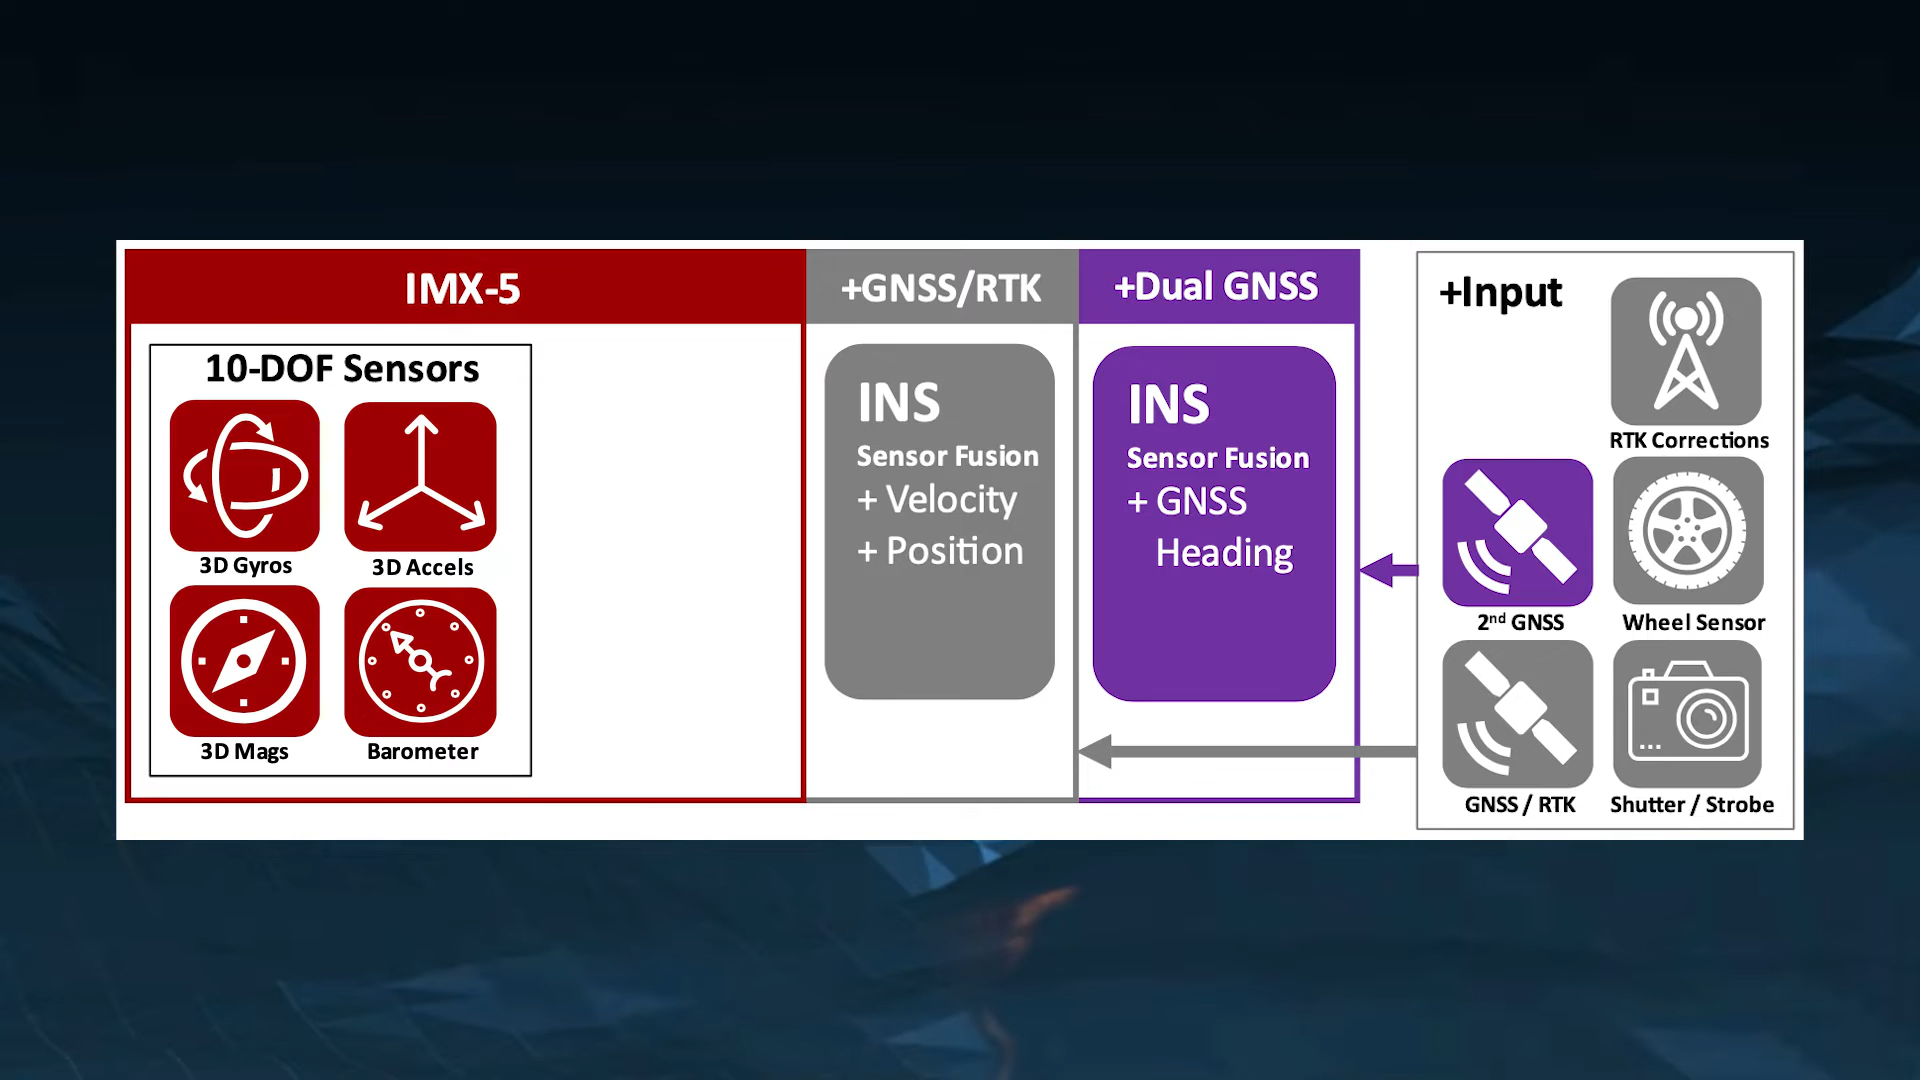 IMX-5
10-DOF Sensors
3D Gyros
3D Accels
3D Mags
Barometer
+GNSS/RTK
INS
Sensor Fusion
+ Velocity
+ Position
+Dual GNSS
INS
Sensor Fusion
+ GNSS
Heading
+Input
RTK Corrections
2nd GNSS
Wheel Sensor
GNSS / RTK
Shutter / Strobe